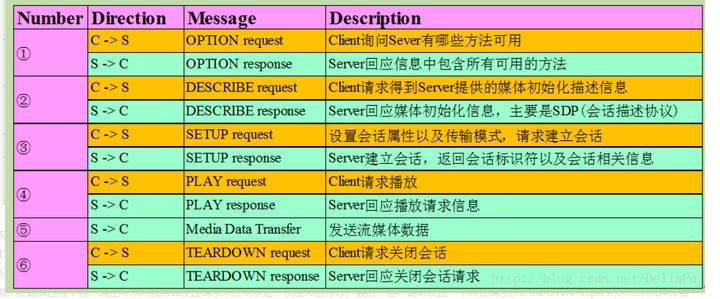 Number Direction Message Description
① C -> S OPTION request Client询问Sever有哪些方法可用
S -> C OPTION response Server回应信息中包含所有可用的方法
② C -> S DESCRIBE request Client请求得到Server提供的媒体初始化描述信息
S -> C DESCRIBE response Server回应媒体初始化信息，主要是SDP(会话描述协议)
③ C -> S SETUP request 设置会话属性以及传输模式，请求建立会话
S -> C SETUP response Server建立会话，返回会话标识符以及会话相关信息
④ C -> S PLAY request Client请求播放
S -> C PLAY response Server回应播放请求信息
⑤ S -> C Media Data Transfer 发送流媒体数据
⑥ C -> S TEARDOWN request Client请求关闭会话
S -> C TEARDOWN response Server回应关闭会话请求
http://blog.csdn.net/DeliaPu